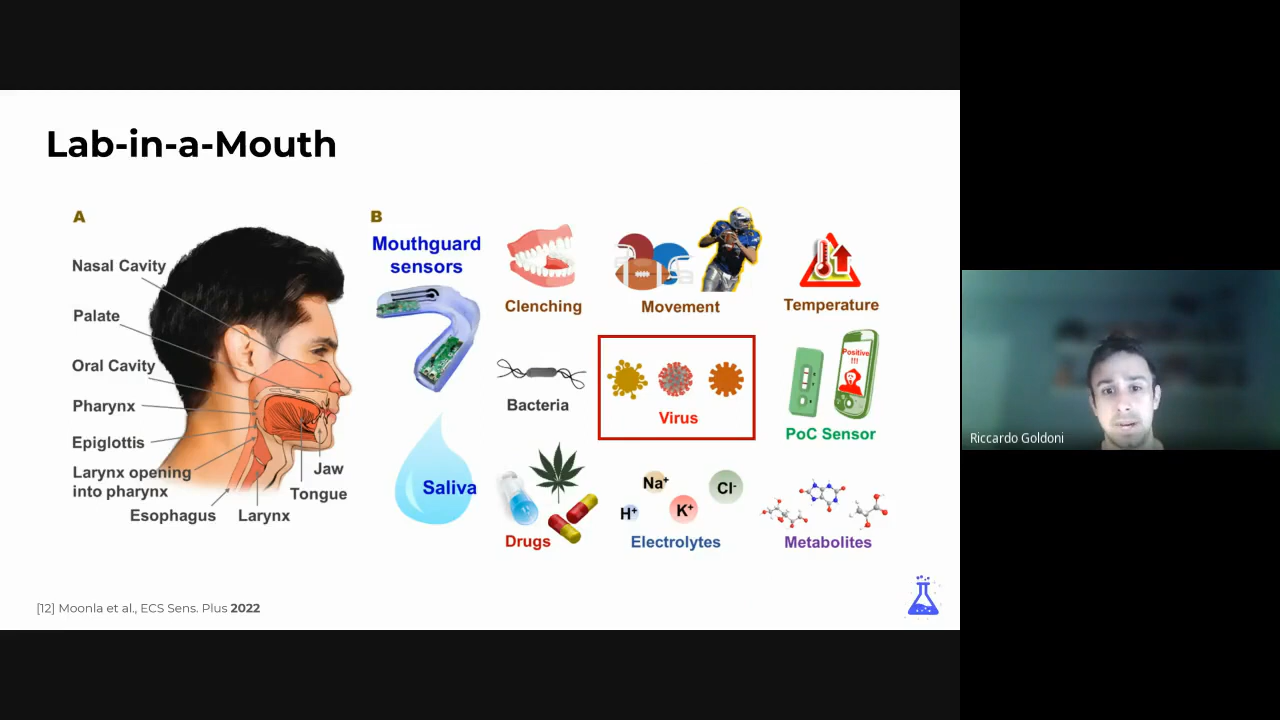 Lab-in-a-Mouth
A
Nasal Cavity
Palate
Oral Cavity
Pharynx
Epiglottis
Larynx opening
into pharynx
Esophagus
Larynx
Tongue
Jaw
B
Mouthguard
sensors
Saliva
Clenching
Movement
Temperature
Bacteria
Virus
Positive
!!!
PoC Sensor
Drugs
Na+
H+
K+
Cl-
Electrolytes
Metabolites
[12] Moonla et al., ECS Sens. Plus 2022
Riccardo Goldoni